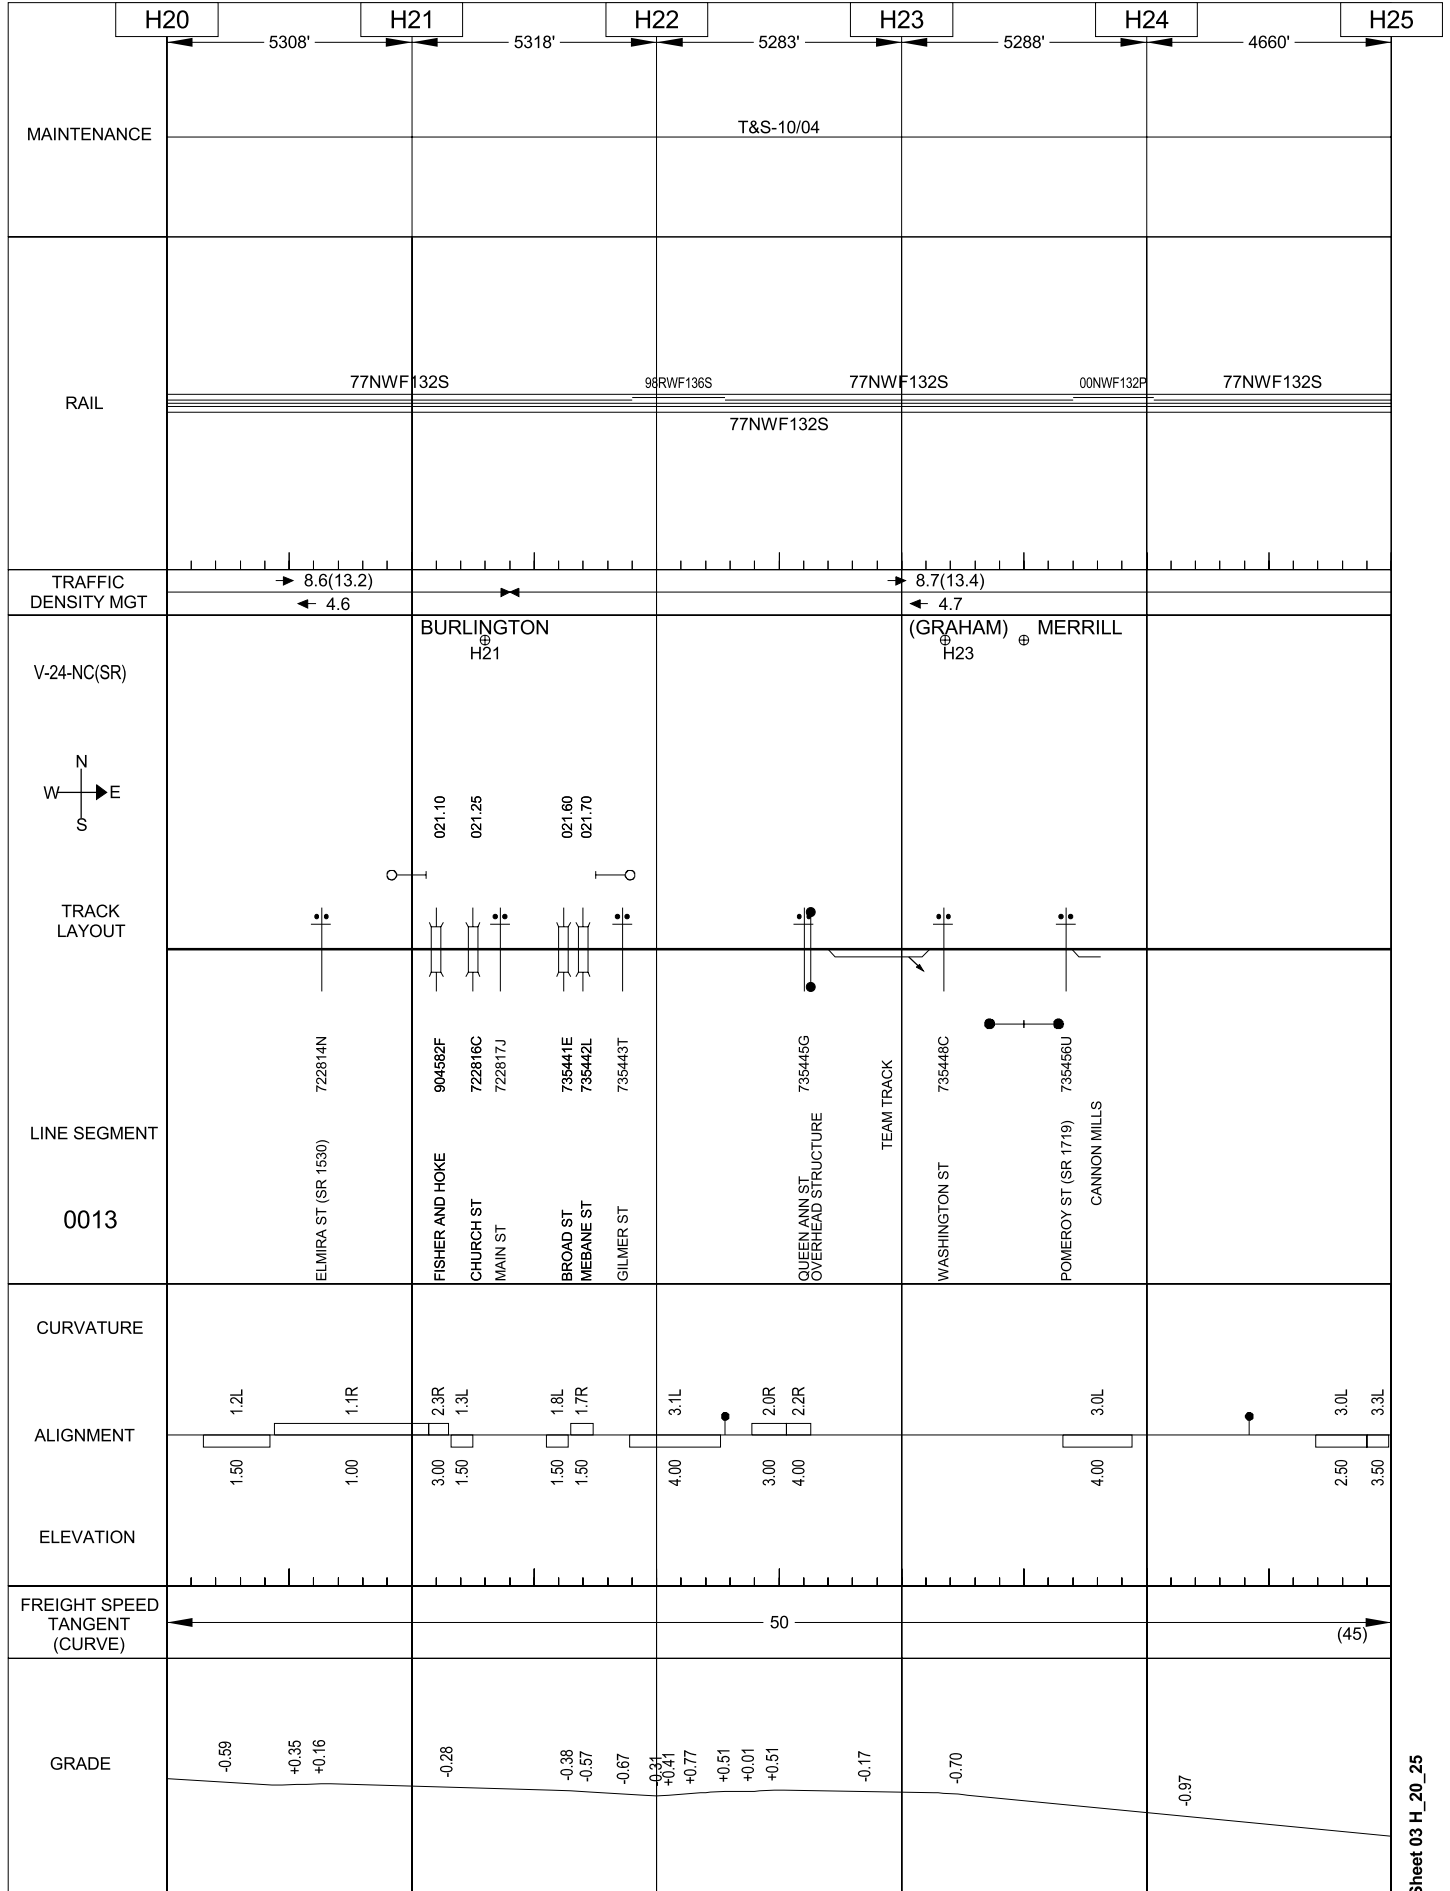 H20
H21
H22
H23
H24
H25
5308'
5318'
5283'
5288'
4660'
MAINTENANCE
T&S-10/04
77NWF132S
98RWF136S
77NWF132S
00NWF132P
77NWF132S
RAIL
77NWF132S
TRAFFIC
DENSITY MGT
8.6(13.2)
4.6
8.7(13.4)
4.7
BURLINGTON
H21
(GRAHAM)
MERRILL
H23
V-24-NC(SR)
N
W
E
S
021.10
021.25
021.60
021.70
TRACK
LAYOUT
722814N
904582F
722816C
722817J
735441E
735442L
735443T
735445G
735448C
735456U
LINE SEGMENT
0013
ELMIRA ST (SR 1530)
FISHER AND HOKE
CHURCH ST
MAIN ST
BROAD ST
MEBANE ST
GILMER ST
QUEEN ANN ST
OVERHEAD STRUCTURE
TEAM TRACK
WASHINGTON ST
POMEROY ST (SR 1719)
CANNON MILLS
CURVATURE
1.2L
1.1R
2.3R
1.3L
1.8L
1.7R
3.1L
2.0R
2.2R
3.0L
3.0L
3.3L
ALIGNMENT
1.50
1.00
3.00
1.50
1.50
1.50
4.00
3.00
4.00
4.00
2.50
3.50
ELEVATION
FREIGHT SPEED
TANGENT
(CURVE)
50
(45)
GRADE
-0.59
+0.35
+0.16
-0.28
-0.38
-0.57
-0.67
-0.31
+0.41
+0.77
+0.51
+0.01
+0.51
-0.17
-0.70
-0.97
Sheet 03 H_20_25